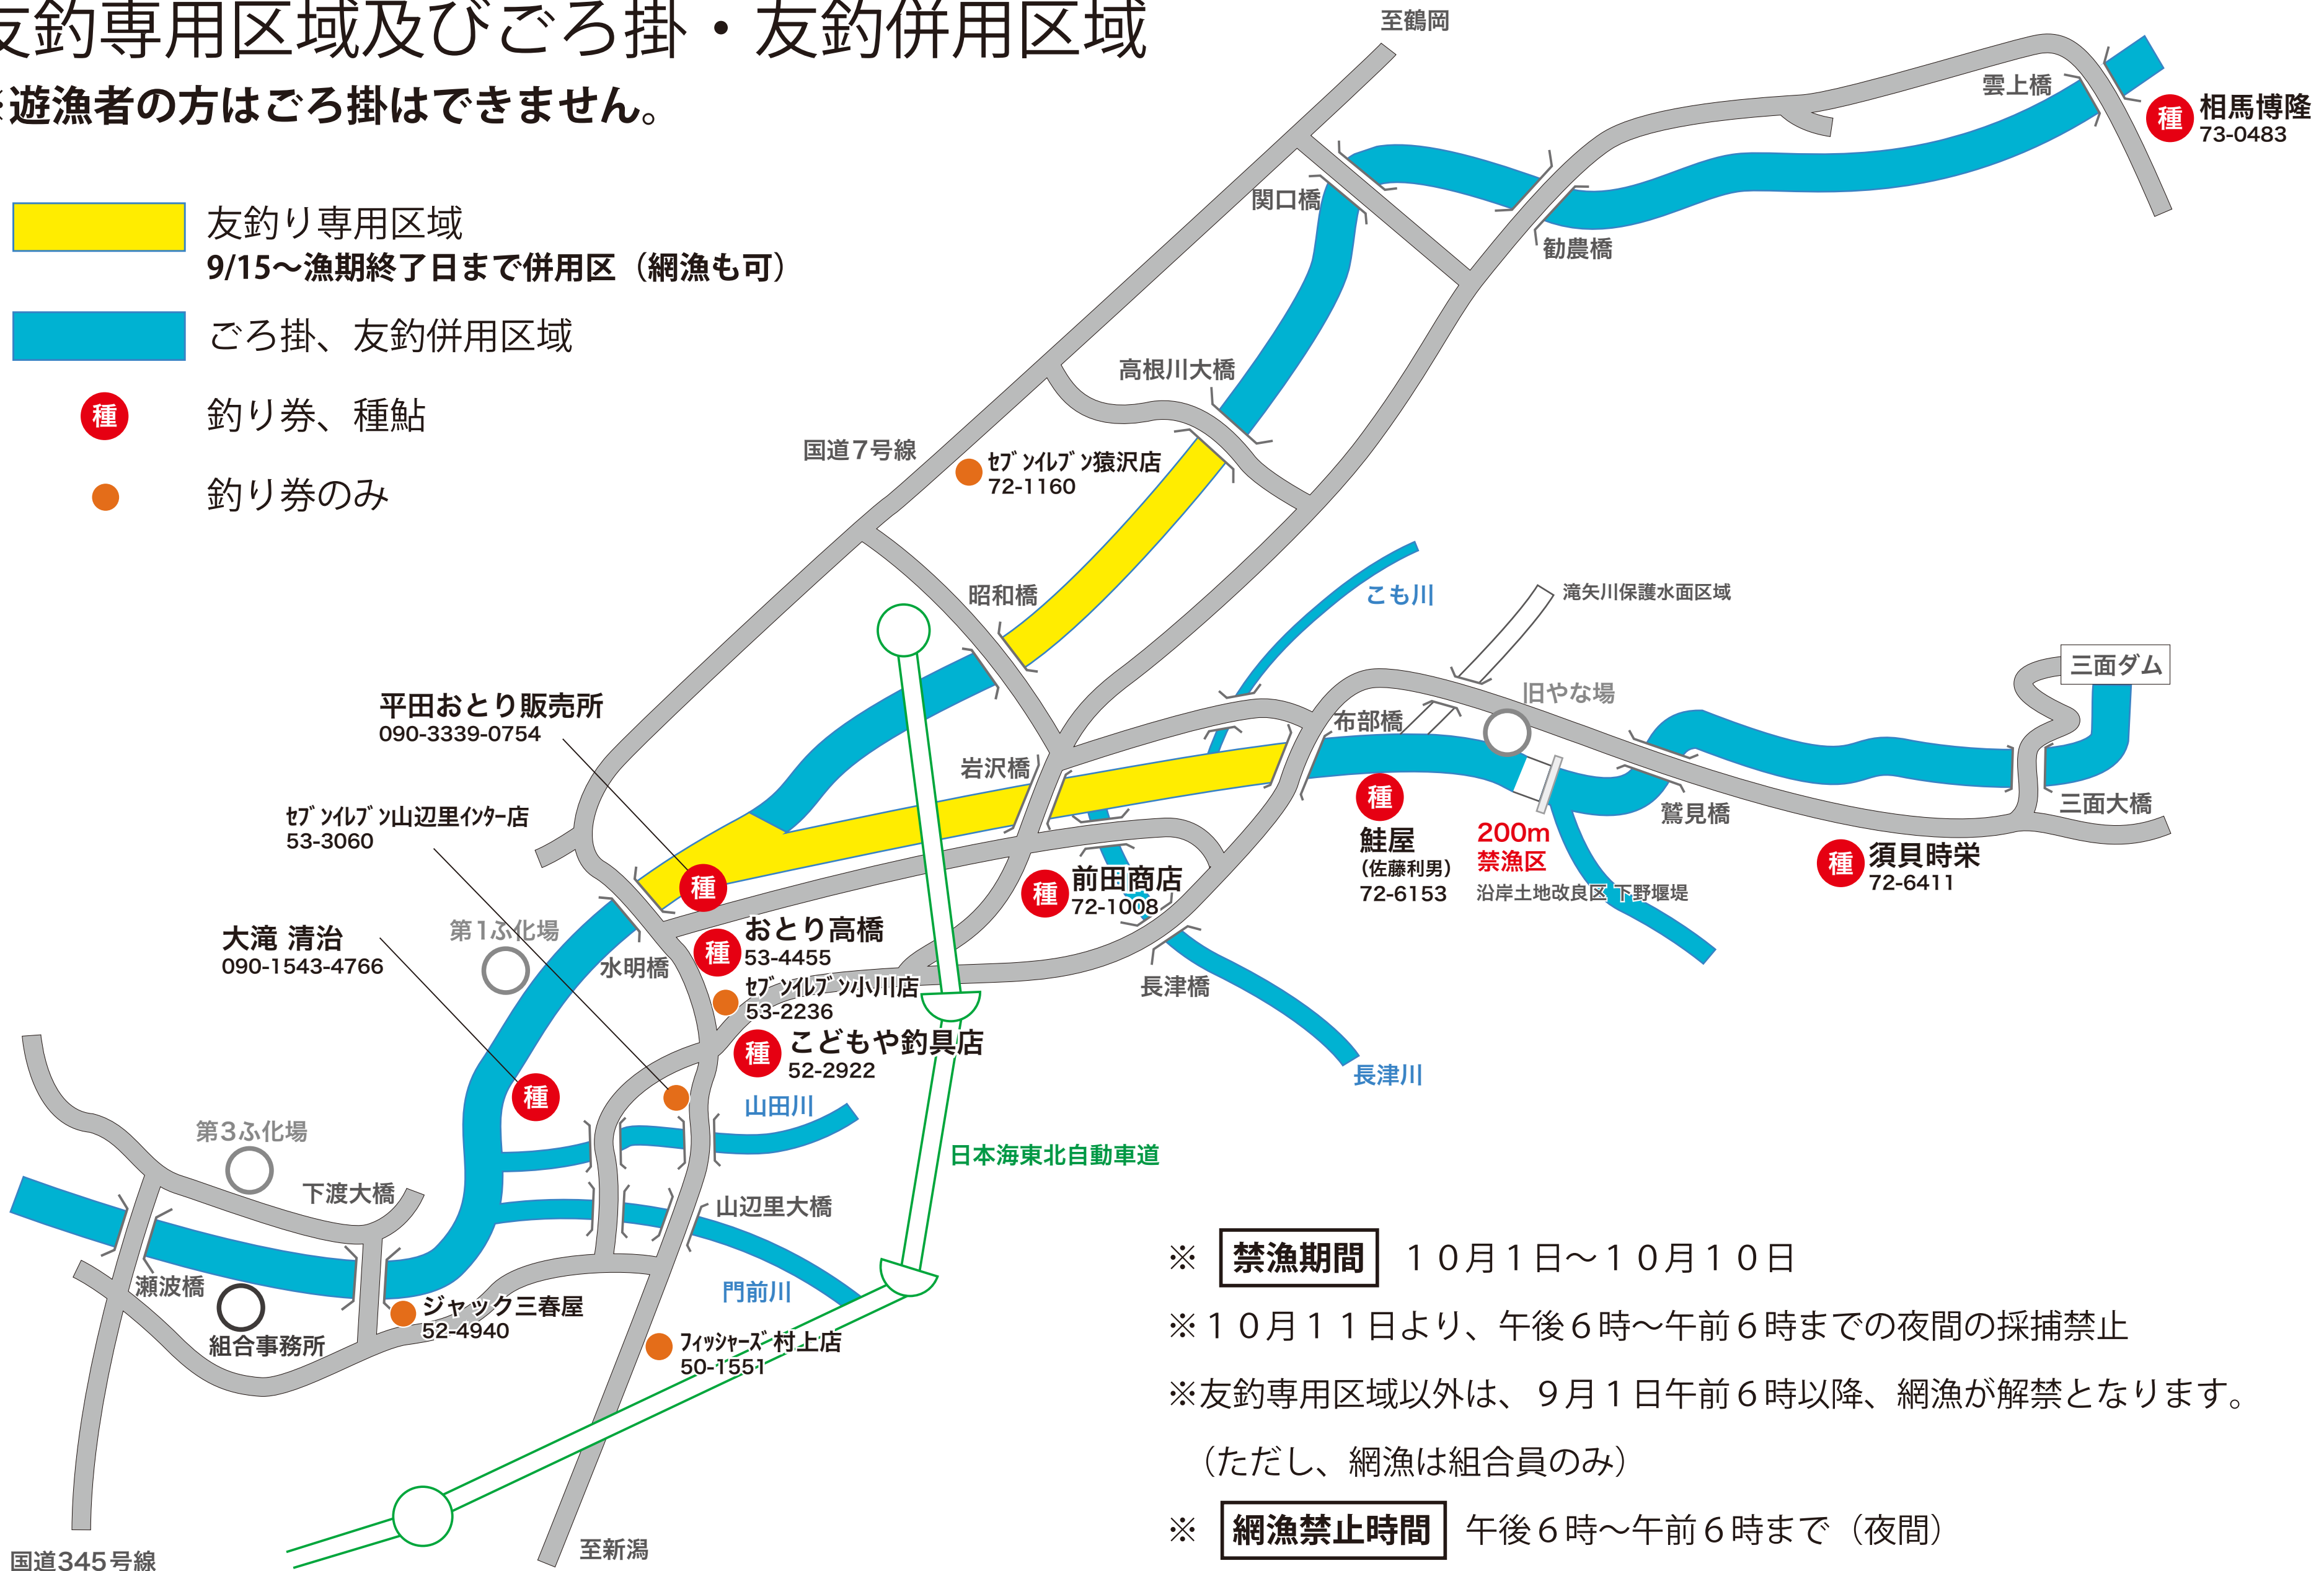 友釣専用区域及びごろ掛・友釣併用区域
※遊漁者の方はごろ掛はできません。
友釣り専用区域
9/15～漁期終了日まで併用区（網漁も可）
ごろ掛、友釣併用区域
種
釣り券、種鮎
釣り券のみ
至鶴岡
雲上橋
種
相馬博隆
73-0483
関口橋
勧農橋
高根川大橋
国道7号線
ｾﾌﾞﾝｲﾚﾌﾞﾝ猿沢店
72-1160
昭和橋
こも川
滝矢川保護水面区域
三面ダム
旧やな場
布部橋
平田おとり販売所
090-3339-0754
岩沢橋
種
鮭屋
（佐藤利男）
72-6153
200m
禁漁区
沿岸土地改良区 下野堰堤
鷲見橋
三面大橋
種
須貝時栄
72-6411
ｾﾌﾞﾝｲﾚﾌﾞﾝ山辺里ｲﾝﾀｰ店
53-3060
種
種
前田商店
72-1008
大滝 清治
090-1543-4766
第1ふ化場
水明橋
種
おとり高橋
53-4455
ｾﾌﾞﾝｲﾚﾌﾞﾝ小川店
53-2236
長津橋
種
こどもや釣具店
52-2922
長津川
種
山田川
第3ふ化場
日本海東北自動車道
下渡大橋
山辺里大橋
瀬波橋
門前川
組合事務所
ジャック三春屋
52-4940
ﾌｨｯｼｬｰｽﾞ村上店
50-1551
国道345号線
至新潟
※ 禁漁期間 １０月１日～１０月１０日
※１０月１１日より、午後６時～午前６時までの夜間の採捕禁止
※友釣専用区域以外は、９月１日午前６時以降、網漁が解禁となります。
（ただし、網漁は組合員のみ）
※ 網漁禁止時間 午後６時～午前６時まで（夜間）